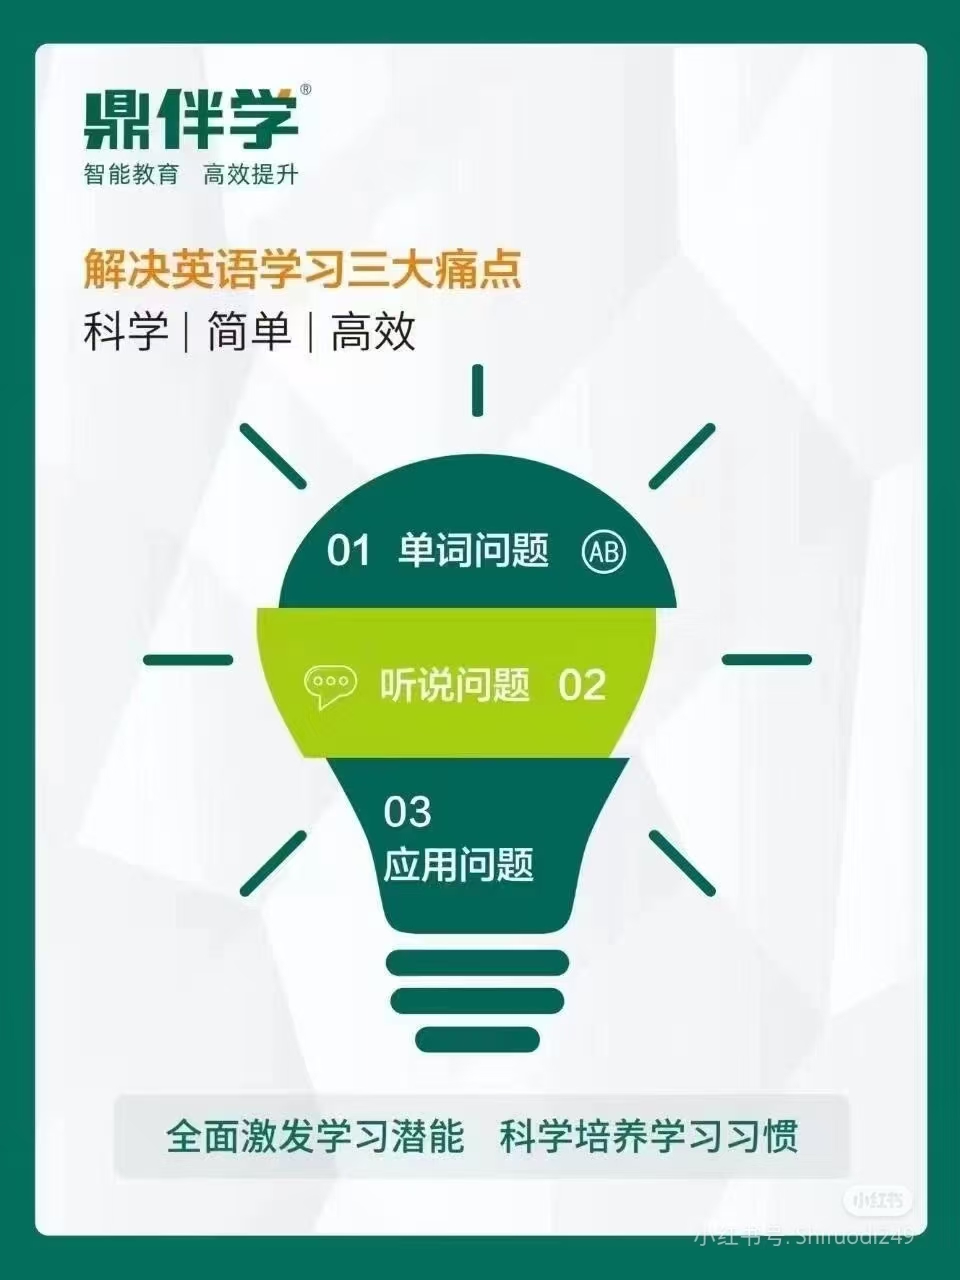 鼎伴学®
智能教育 高效提升
解决英语学习三大痛点
科学|简单|高效
01 单词问题 AB
听说问题 02
03
应用问题
全面激发学习潜能 科学培养学习习惯
小红书
小红书号:Shiruodi249